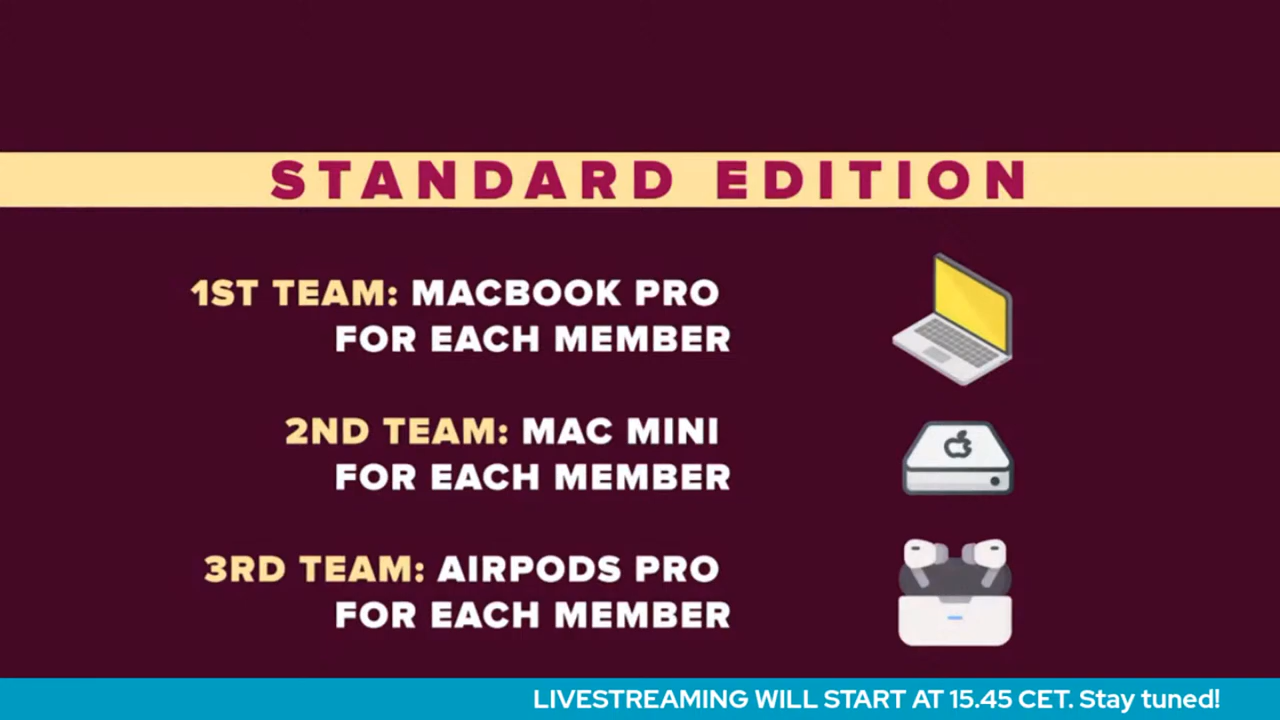 STANDARD EDITION
1ST TEAM: MACBOOK PRO
FOR EACH MEMBER
2ND TEAM: MAC MINI
FOR EACH MEMBER
3RD TEAM: AIRPODS PRO
FOR EACH MEMBER
LIVESTREAMING WILL START AT 15.45 CET. Stay tuned!